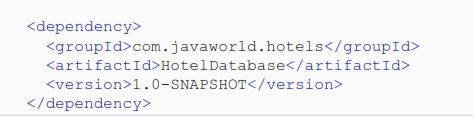 <dependency>
<groupId>com.javaworld.hotels</groupId>
<artifactId>HotelDatabase</artifactId>
<version>1.0-SNAPSHOT</version>
</dependency>